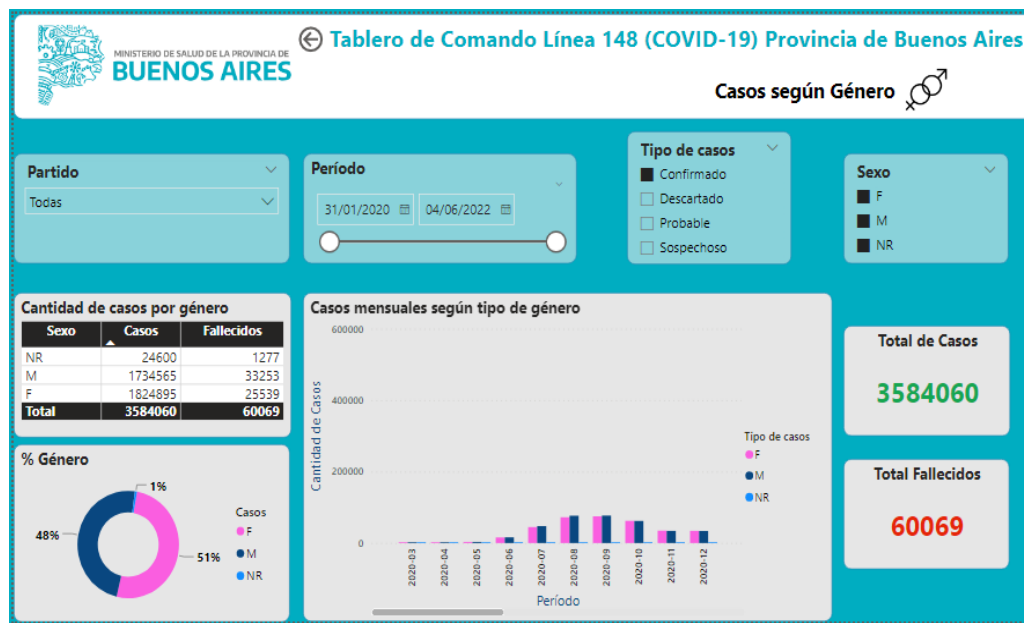 MINISTERIO DE SALUD DE LA PROVINCIA DE
BUENOS AIRES
Tablero de Comando Línea 148 (COVID-19) Provincia de Buenos Aires
Casos según Género
Partido
Todas
Período
31/01/2020 04/06/2022
Tipo de casos
Confirmado
Descartado
Probable
Sospechoso
Sexo
F
M
NR
Cantidad de casos por género
Sexo Casos Fallecidos
NR 24600 1277
M 1734565 33253
F 1824895 25539
Total 3584060 60069
% Género
1%
48%
51%
Casos
F
M
NR
Casos mensuales según tipo de género
600000
400000
200000
0
Cantidad de Casos
2020-03 2020-04 2020-05 2020-06 2020-07 2020-08 2020-09 2020-10 2020-11 2020-12
Período
Tipo de casos
F
M
NR
Total de Casos
3584060
Total Fallecidos
60069